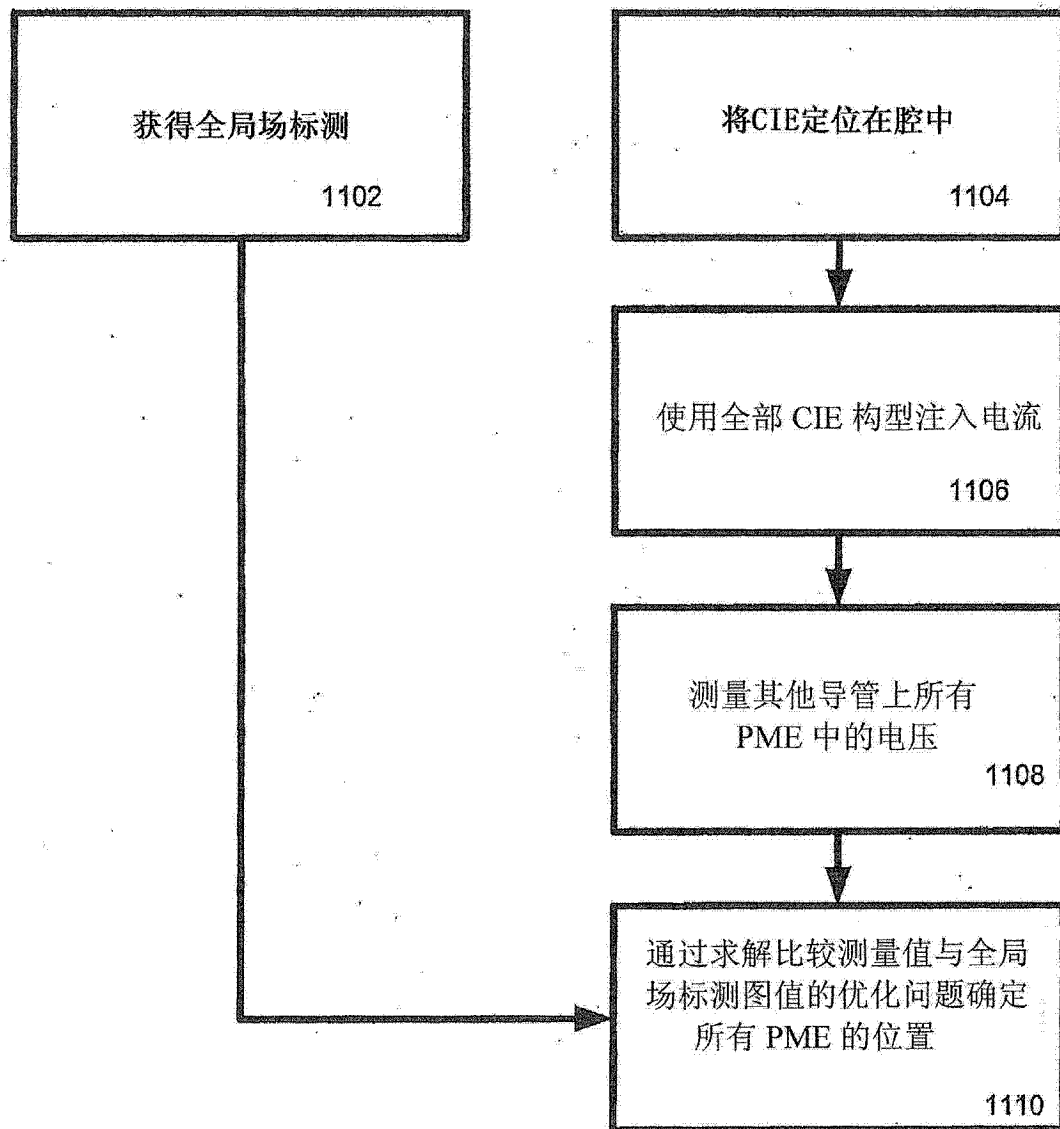 获得全局场标测
1102
将CIE定位在腔中
1104
使用全部 CIE 构型注入电流
1106
测量其他导管上所有
PME 中的电压
1108
通过求解比较测量值与全局
场标测图值的优化问题确定
所有 PME 的位置
1110